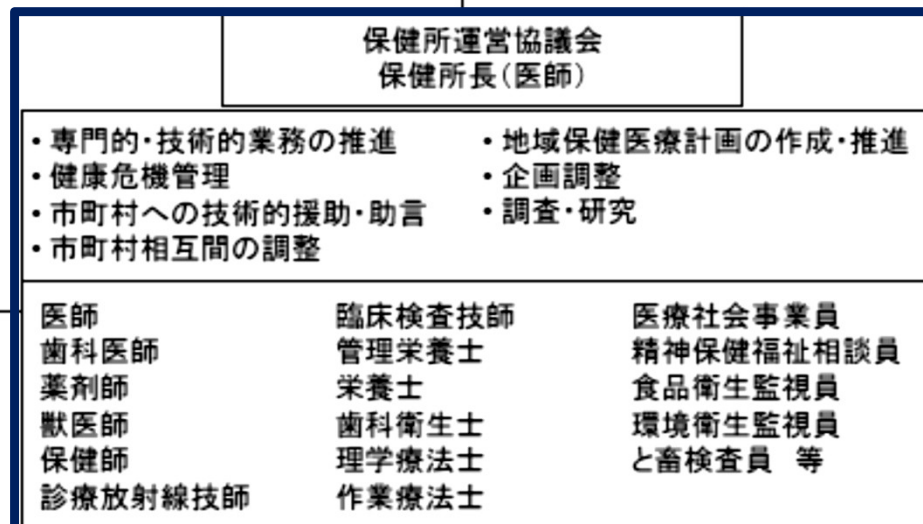 保健所運営協議会
保健所長(医師)
・専門的・技術的業務の推進
・健康危機管理
・市町村への技術的援助・助言
・市町村相互間の調整
・地域保健医療計画の作成・推進
・企画調整
・調査・研究
医師
歯科医師
薬剤師
獣医師
保健師
診療放射線技師
臨床検査技師
管理栄養士
栄養士
歯科衛生士
理学療法士
作業療法士
医療社会事業員
精神保健福祉相談員
食品衛生監視員
環境衛生監視員
と畜検査員 等